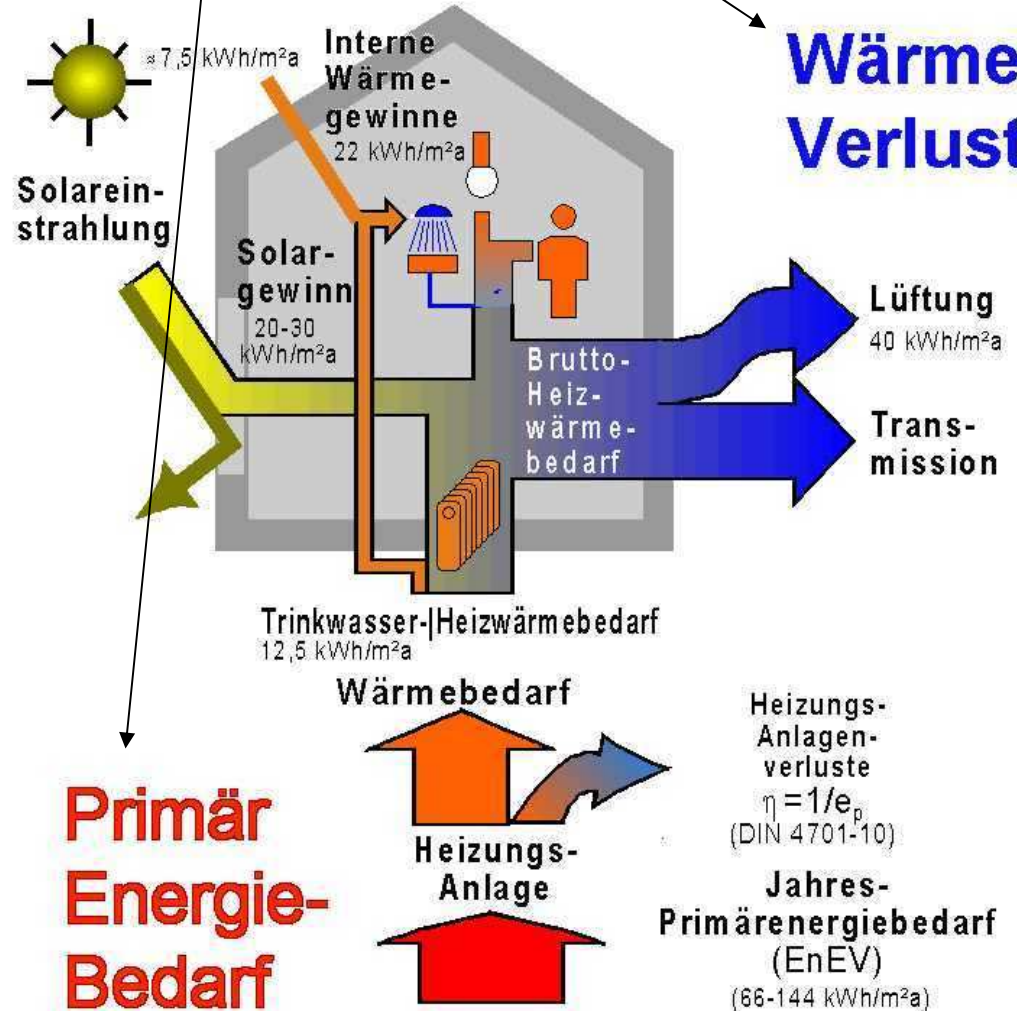 ≈7,5 kWh/m²a
Interne
Wärme-
gewinne
22 kWh/m²a
Wärme
Verlust
Solarein-
strahlung
Solar-
gewinn
20-30
kWh/m²a
Lüftung
40 kWh/m²a
Brutto-
Heiz-
wärme-
bedarf
Trans-
mission
Trinkwasser-|Heizwärmebedarf
12,5 kWh/m²a
Wärmebedarf
Heizungs-
Anlagen-
verluste
η=1/eₚ
(DIN 4701-10)
Primär
Energie-
Bedarf
Heizungs-
Anlage
Jahres-
Primärenergiebedarf
(EnEV)
(66-144 kWh/m²a)